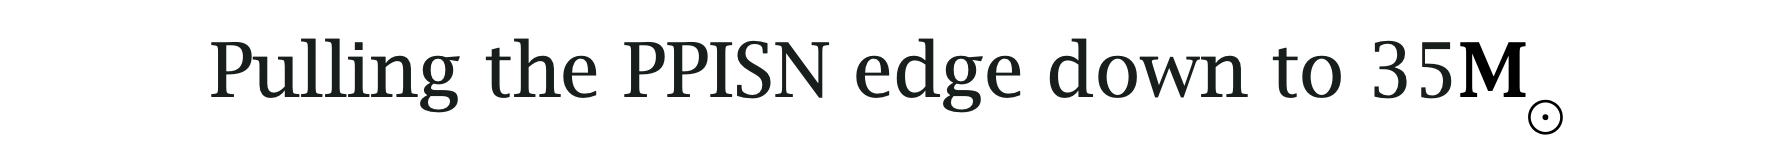 Pulling the PPISN edge down to 35M⊙